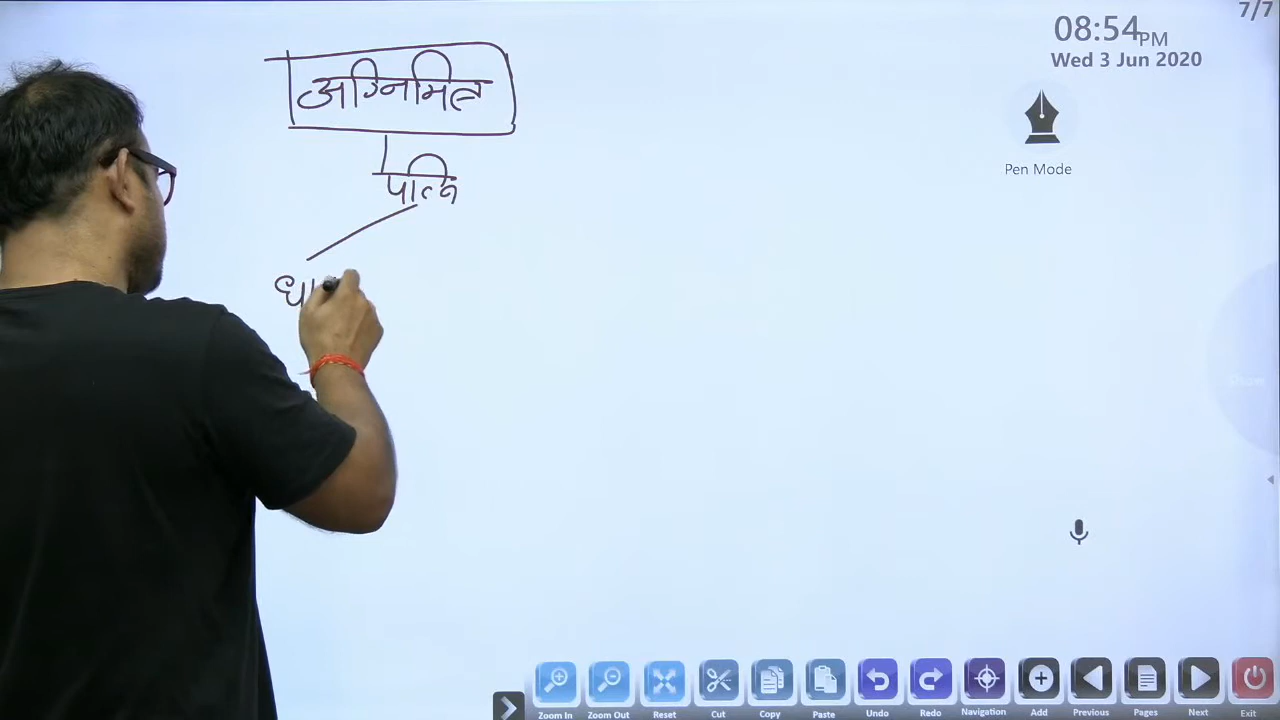 7/7
08:54PM
Wed 3 Jun 2020
अग्निमित्र
पत्नि
Pen Mode
धा
Zoom In Zoom Out Reset Cut Copy Paste Undo Redo Navigation Add Previous Pages Next Exit